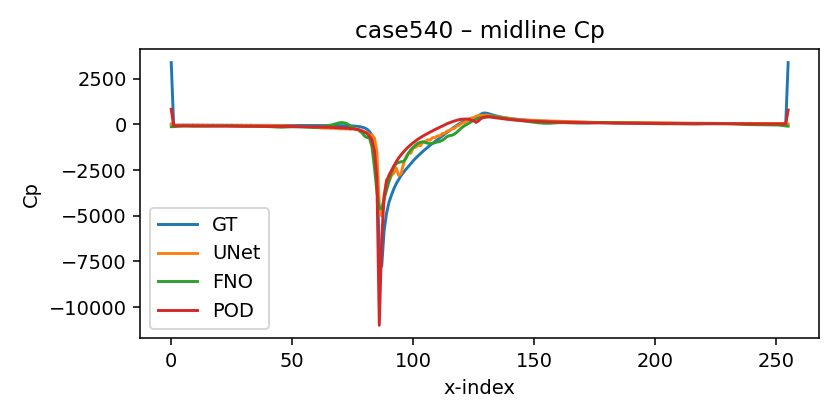 case540 – midline Cp
2500
0
−2500
−5000
−7500
−10000
Cp
GT
UNet
FNO
POD
0 50 100 150 200 250
x-index